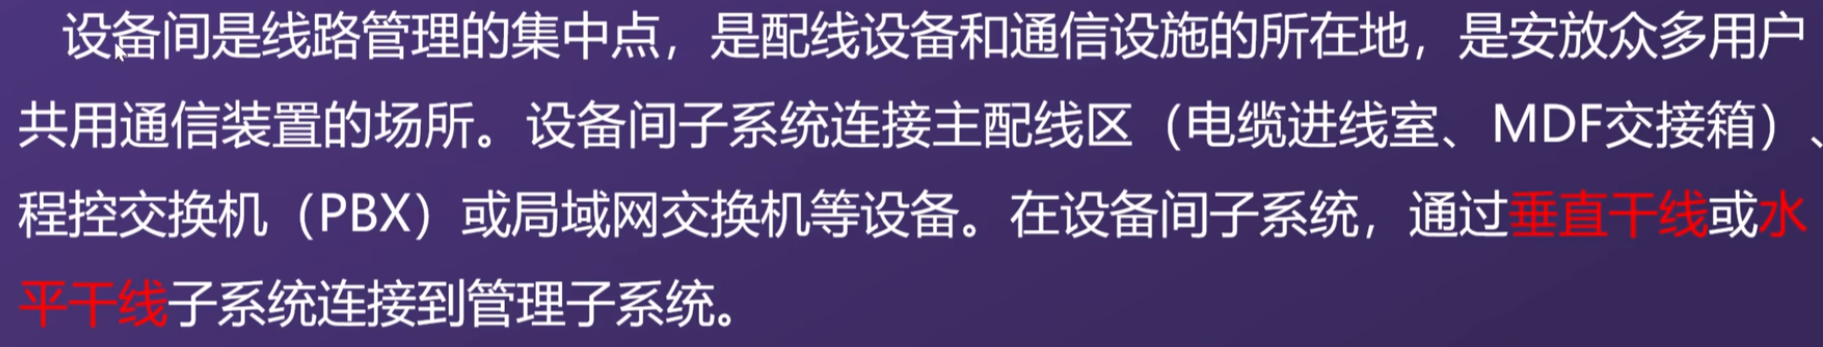 设备间是线路管理的集中点，是配线设备和通信设施的所在地，是安放众多用户
共用通信装置的场所。设备间子系统连接主配线区（电缆进线室、MDF交接箱）、
程控交换机（PBX）或局域网交换机等设备。在设备间子系统，通过垂直干线或水
平干线子系统连接到管理子系统。